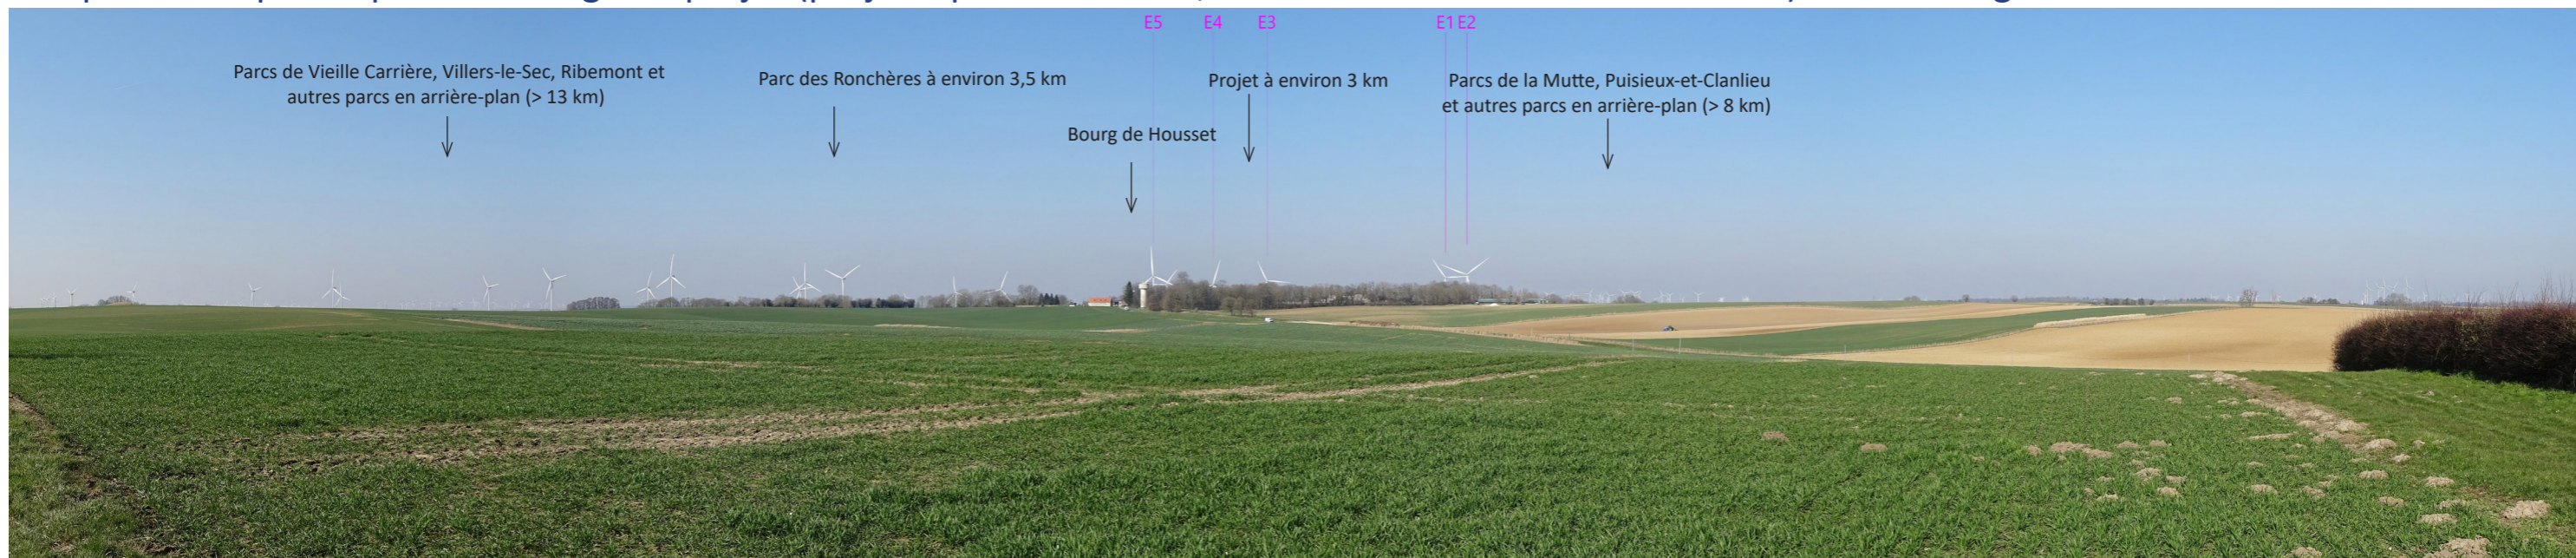 E5 E4 E3 E1 E2
Parcs de Vieille Carrière, Villers-le-Sec, Ribemont et
autres parcs en arrière-plan (> 13 km)
Parc des Ronchères à environ 3,5 km
Bourg de Housset
Projet à environ 3 km
Parcs de la Mutte, Puisieux-et-Clanlieu
et autres parcs en arrière-plan (> 8 km)